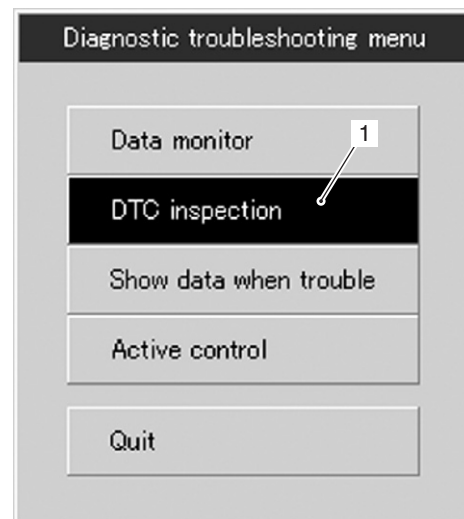 Diagnostic troubleshooting menu
Data monitor
1
DTC inspection
Show data when trouble
Active control
Quit